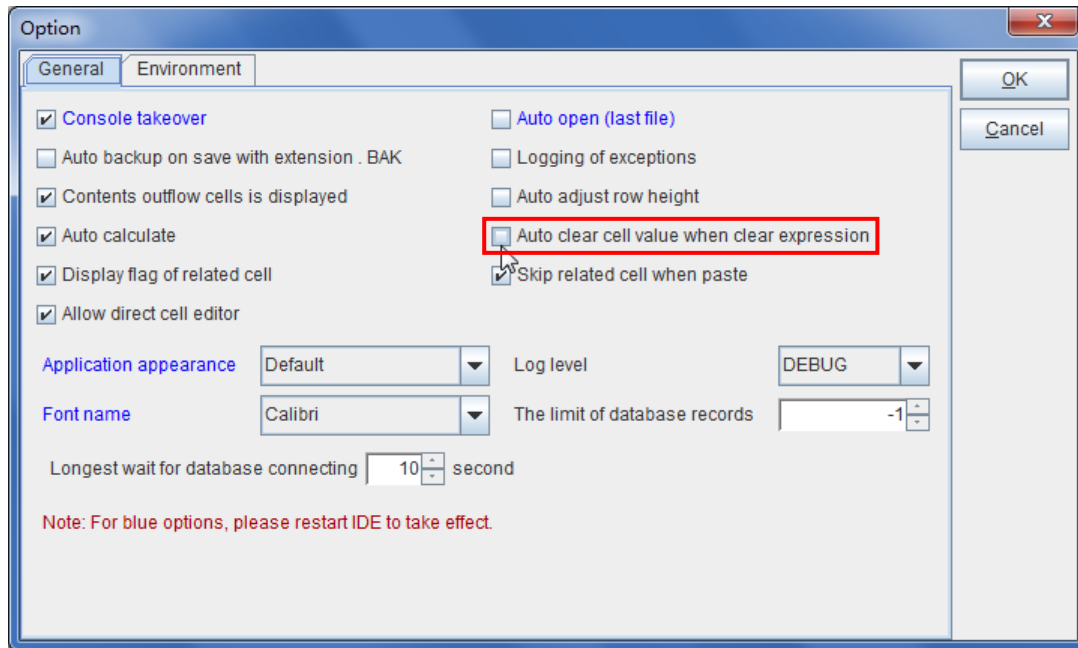 Option
General Environment
OK
Cancel
Console takeover Auto open (last file)
Auto backup on save with extension . BAK Logging of exceptions
Contents outflow cells is displayed Auto adjust row height
Auto calculate Auto clear cell value when clear expression
Display flag of related cell Skip related cell when paste
Allow direct cell editor
Application appearance Default Log level DEBUG
Font name Calibri The limit of database records -1
Longest wait for database connecting 10 second
Note: For blue options, please restart IDE to take effect.